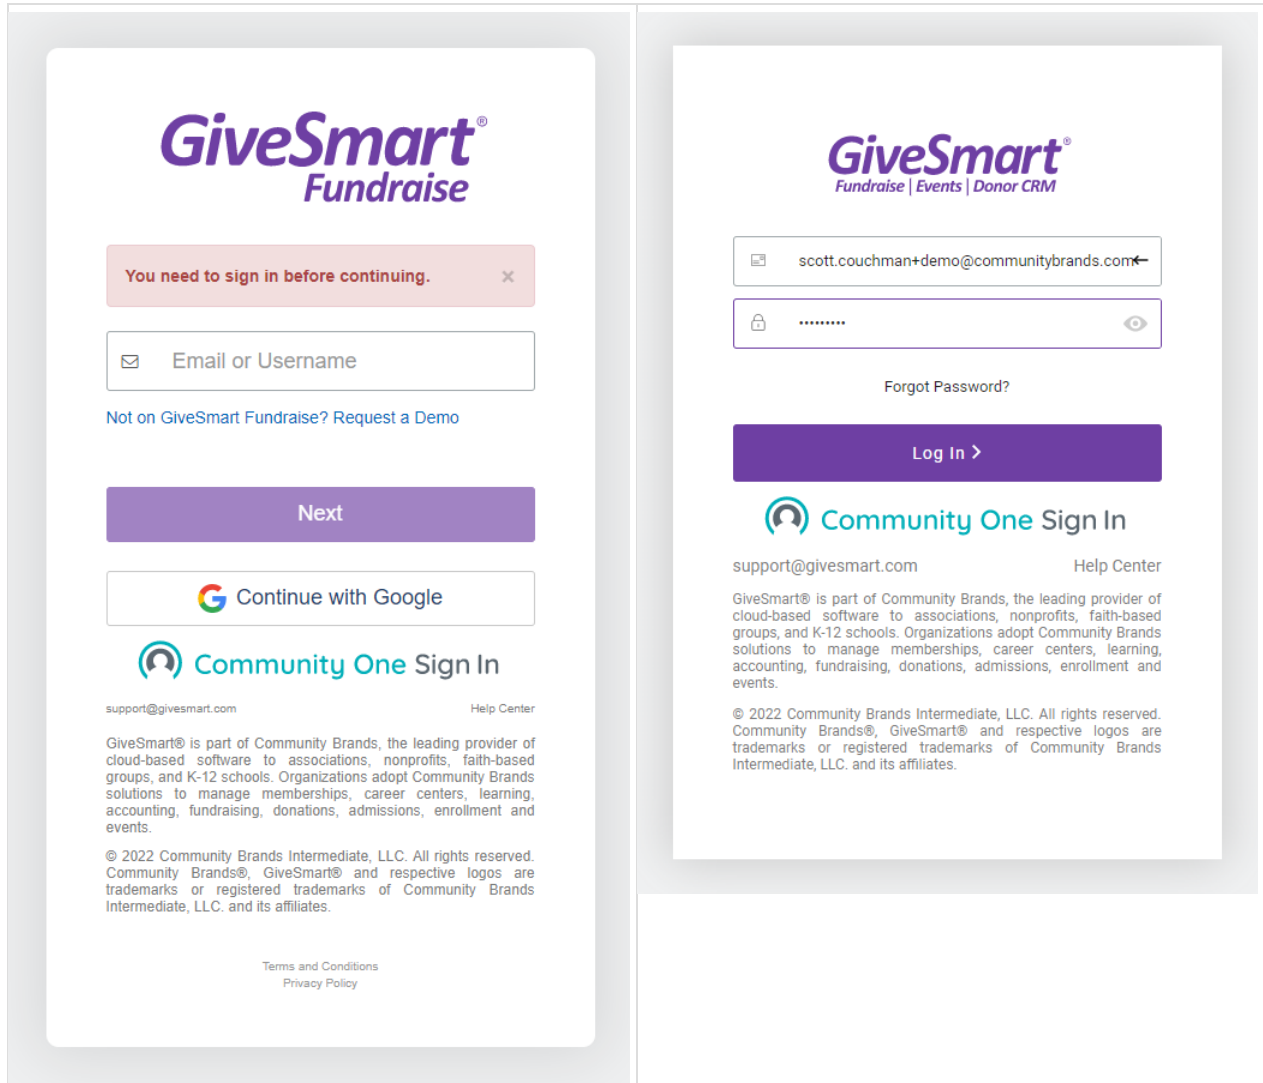 GiveSmart®
Fundraise
You need to sign in before continuing. ×
Email or Username
Not on GiveSmart Fundraise? Request a Demo
Next
Continue with Google
Community One Sign In
support@givesmart.com Help Center
GiveSmart® is part of Community Brands, the leading provider of
cloud-based software to associations, nonprofits, faith-based
groups, and K-12 schools. Organizations adopt Community Brands
solutions to manage memberships, career centers, learning,
accounting, fundraising, donations, admissions, enrollment and
events.
© 2022 Community Brands Intermediate, LLC. All rights reserved.
Community Brands®, GiveSmart® and respective logos are
trademarks or registered trademarks of Community Brands
Intermediate, LLC. and its affiliates.
Terms and Conditions
Privacy Policy
GiveSmart®
Fundraise | Events | Donor CRM
scott.couchman+demo@communitybrands.com
•••••••••
Forgot Password?
Log In
Community One Sign In
support@givesmart.com Help Center
GiveSmart® is part of Community Brands, the leading provider of
cloud-based software to associations, nonprofits, faith-based
groups, and K-12 schools. Organizations adopt Community Brands
solutions to manage memberships, career centers, learning,
accounting, fundraising, donations, admissions, enrollment and
events.
© 2022 Community Brands Intermediate, LLC. All rights reserved.
Community Brands®, GiveSmart® and respective logos are
trademarks or registered trademarks of Community Brands
Intermediate, LLC. and its affiliates.